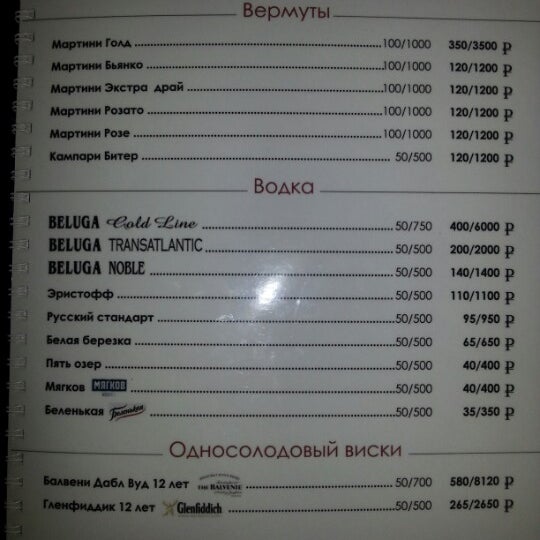 Вермуты
Мартини Голд 100/1000 350/3500 ₽
Мартини Бьянко 100/1000 120/1200 ₽
Мартини Экстра драй 100/1000 120/1200 ₽
Мартини Розато 100/1000 120/1200 ₽
Мартини Розе 100/1000 120/1200 ₽
Кампари Битер 50/500 120/1200 ₽
Водка
BELUGA Gold Line 50/750 400/6000 ₽
BELUGA TRANSATLANTIC 50/500 200/2000 ₽
BELUGA NOBLE 50/500 140/1400 ₽
Эристофф 50/500 110/1100 ₽
Русский стандарт 50/500 95/950 ₽
Белая березка 50/500 65/650 ₽
Пять озер 50/500 40/400 ₽
Мягков МЯГКОВ 50/500 40/400 ₽
Беленькая Беленькая 50/500 35/350 ₽
Односолодовый виски
Балвени Дабл Вуд 12 лет THE BALVENIE 50/700 580/8120 ₽
Гленфиддик 12 лет Glenfiddich 50/500 265/2650 ₽